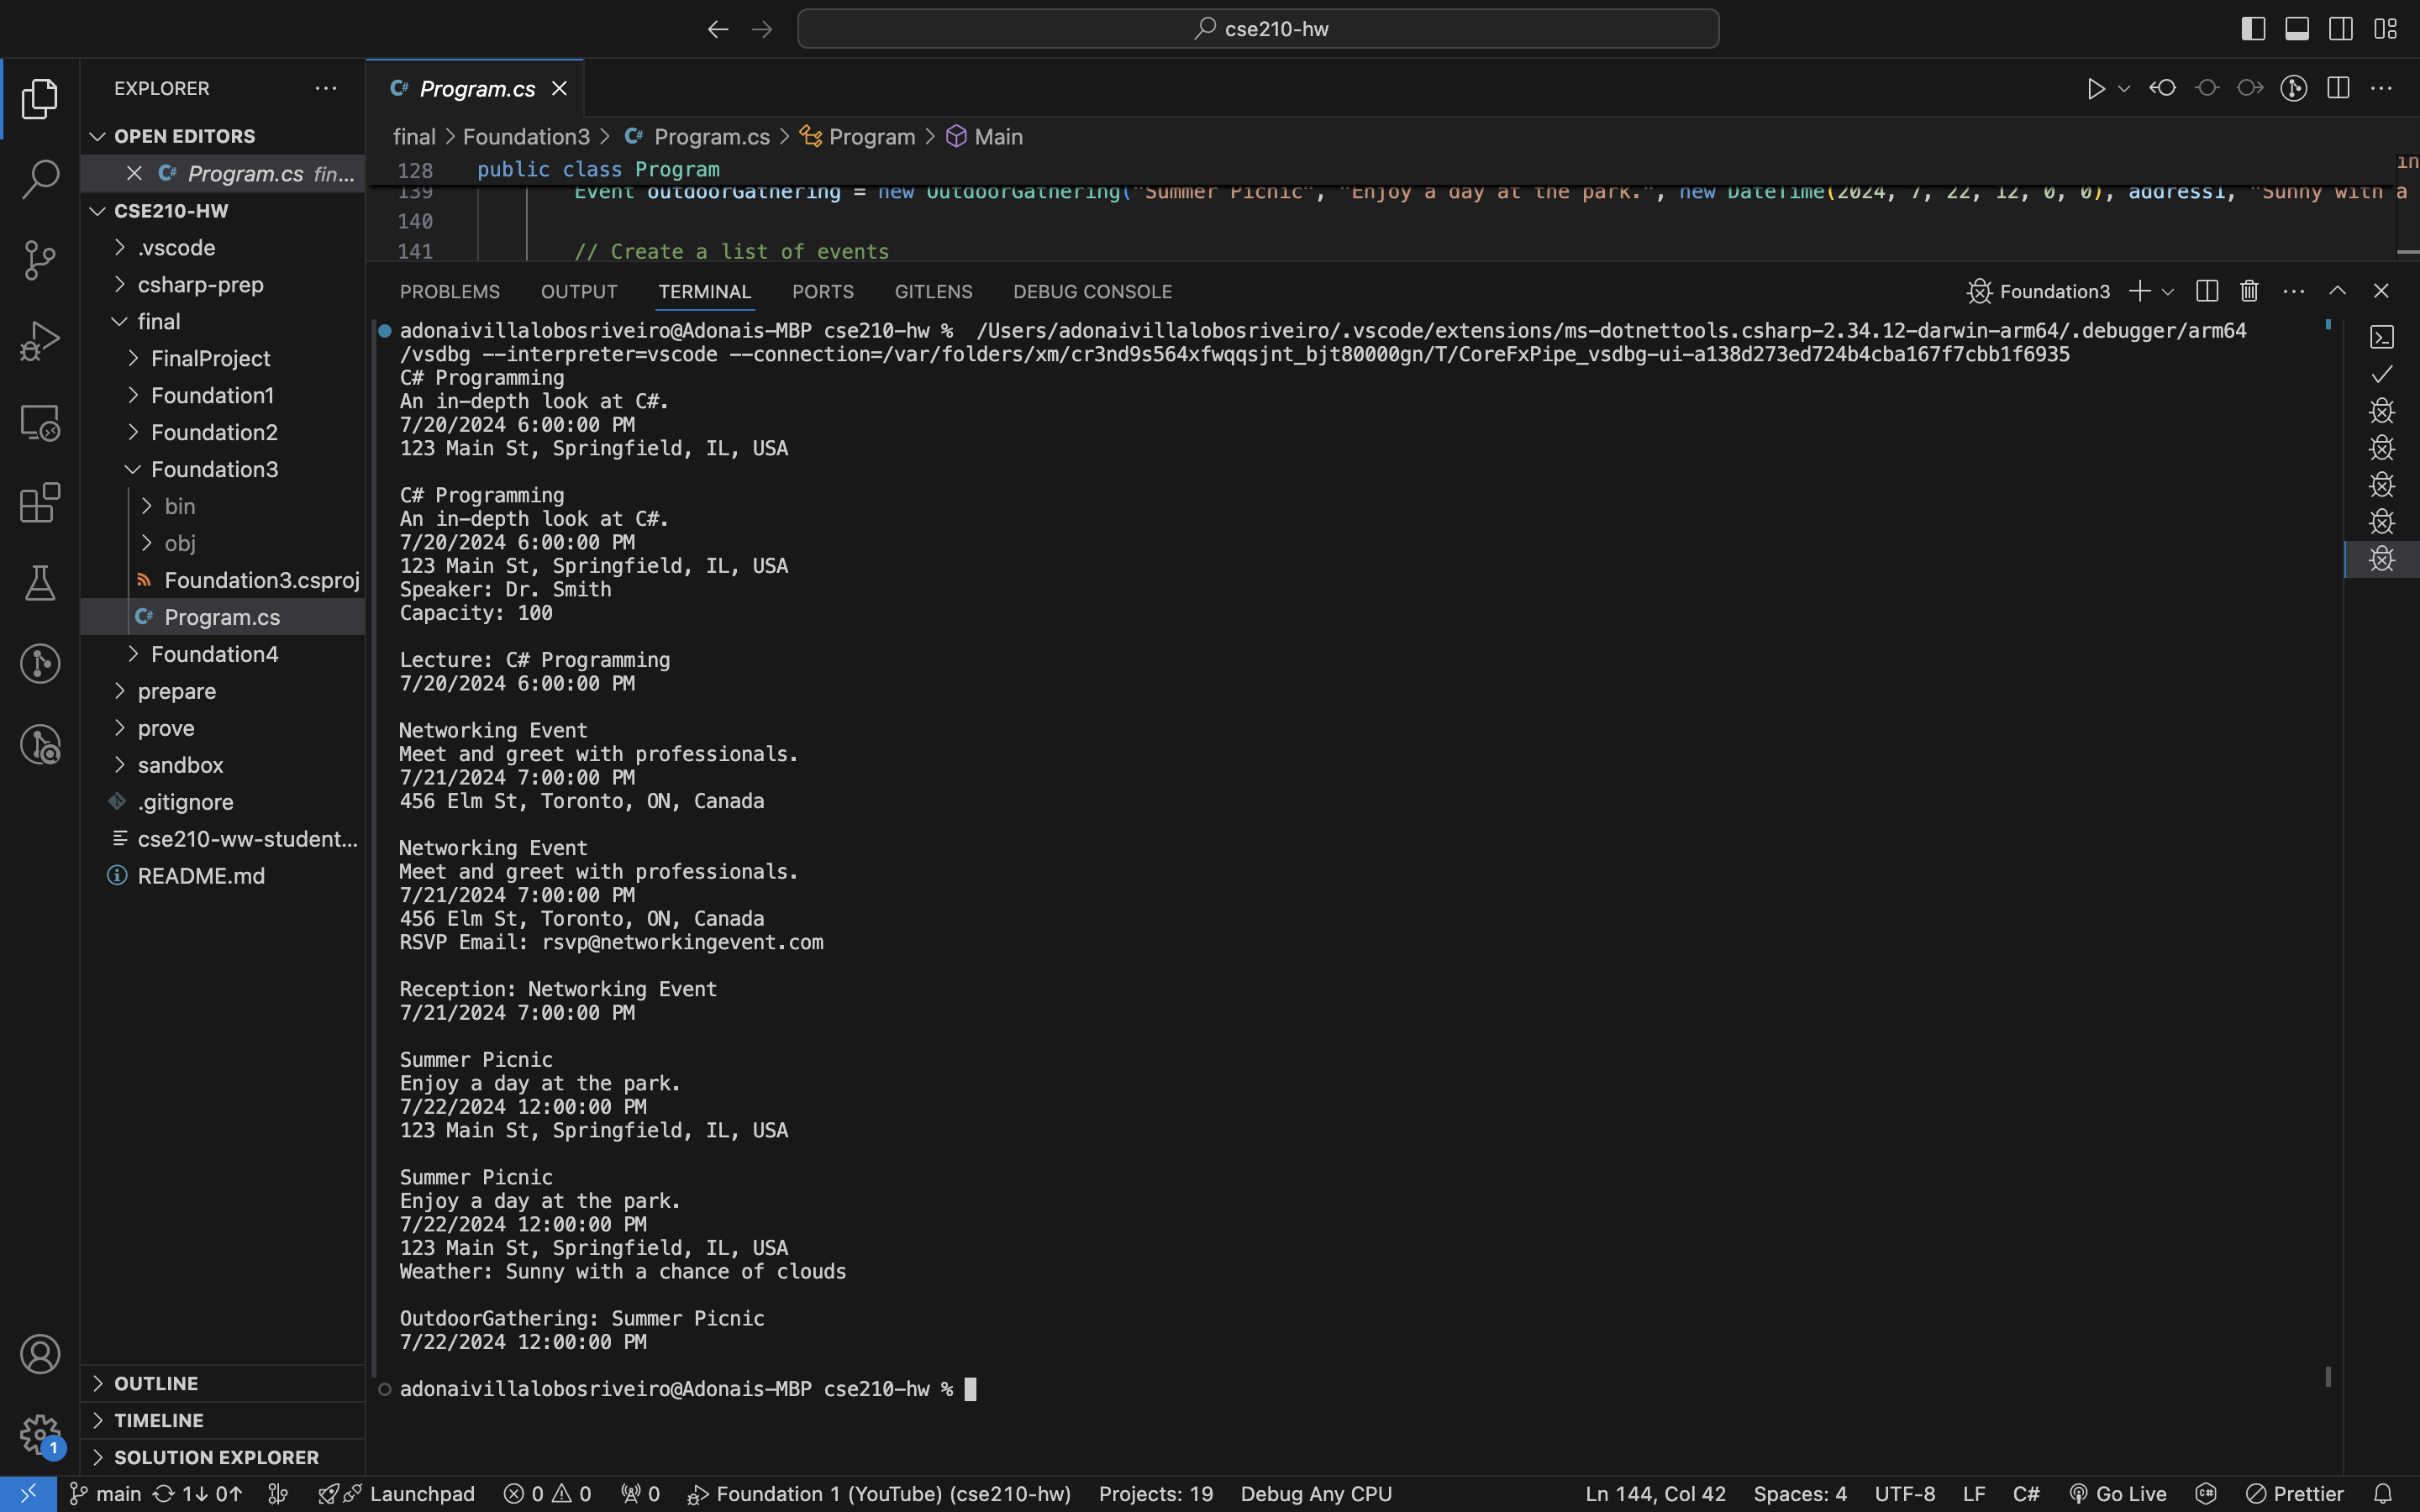 cse210-hw
EXPLORER
OPEN EDITORS
Program.cs fin...
CSE210-HW
.vscode
csharp-prep
final
FinalProject
Foundation1
Foundation2
Foundation3
bin
obj
Foundation3.csproj
Program.cs
Foundation4
prepare
prove
sandbox
.gitignore
cse210-ww-student...
README.md
OUTLINE
TIMELINE
SOLUTION EXPLORER
Program.cs
final > Foundation3 > Program.cs > Program > Main
128 public class Program
139 Event outdoorGathering = new OutdoorGathering("Summer Picnic", "Enjoy a day at the park.", new DateTime(2024, 7, 22, 12, 0, 0), address1, "Sunny with a
140
141 // Create a list of events
PROBLEMS OUTPUT TERMINAL PORTS GITLENS DEBUG CONSOLE
Foundation3
adonaivillalobosriveiro@Adonais-MBP cse210-hw % /Users/adonaivillalobosriveiro/.vscode/extensions/ms-dotnettools.csharp-2.34.12-darwin-arm64/.debugger/arm64
/vsdbg --interpreter=vscode --connection=/var/folders/xm/cr3nd9s564xfwqqsjnt_bjt80000gn/T/CoreFxPipe_vsdbg-ui-a138d273ed724b4cba167f7cbb1f6935
C# Programming
An in-depth look at C#.
7/20/2024 6:00:00 PM
123 Main St, Springfield, IL, USA
C# Programming
An in-depth look at C#.
7/20/2024 6:00:00 PM
123 Main St, Springfield, IL, USA
Speaker: Dr. Smith
Capacity: 100
Lecture: C# Programming
7/20/2024 6:00:00 PM
Networking Event
Meet and greet with professionals.
7/21/2024 7:00:00 PM
456 Elm St, Toronto, ON, Canada
Networking Event
Meet and greet with professionals.
7/21/2024 7:00:00 PM
456 Elm St, Toronto, ON, Canada
RSVP Email: rsvp@networkingevent.com
Reception: Networking Event
7/21/2024 7:00:00 PM
Summer Picnic
Enjoy a day at the park.
7/22/2024 12:00:00 PM
123 Main St, Springfield, IL, USA
Summer Picnic
Enjoy a day at the park.
7/22/2024 12:00:00 PM
123 Main St, Springfield, IL, USA
Weather: Sunny with a chance of clouds
OutdoorGathering: Summer Picnic
7/22/2024 12:00:00 PM
adonaivillalobosriveiro@Adonais-MBP cse210-hw %
1
main 1↓ 0↑ Launchpad 0 0 0 Foundation 1 (YouTube) (cse210-hw) Projects: 19 Debug Any CPU Ln 144, Col 42 Spaces: 4 UTF-8 LF C# Go Live Prettier